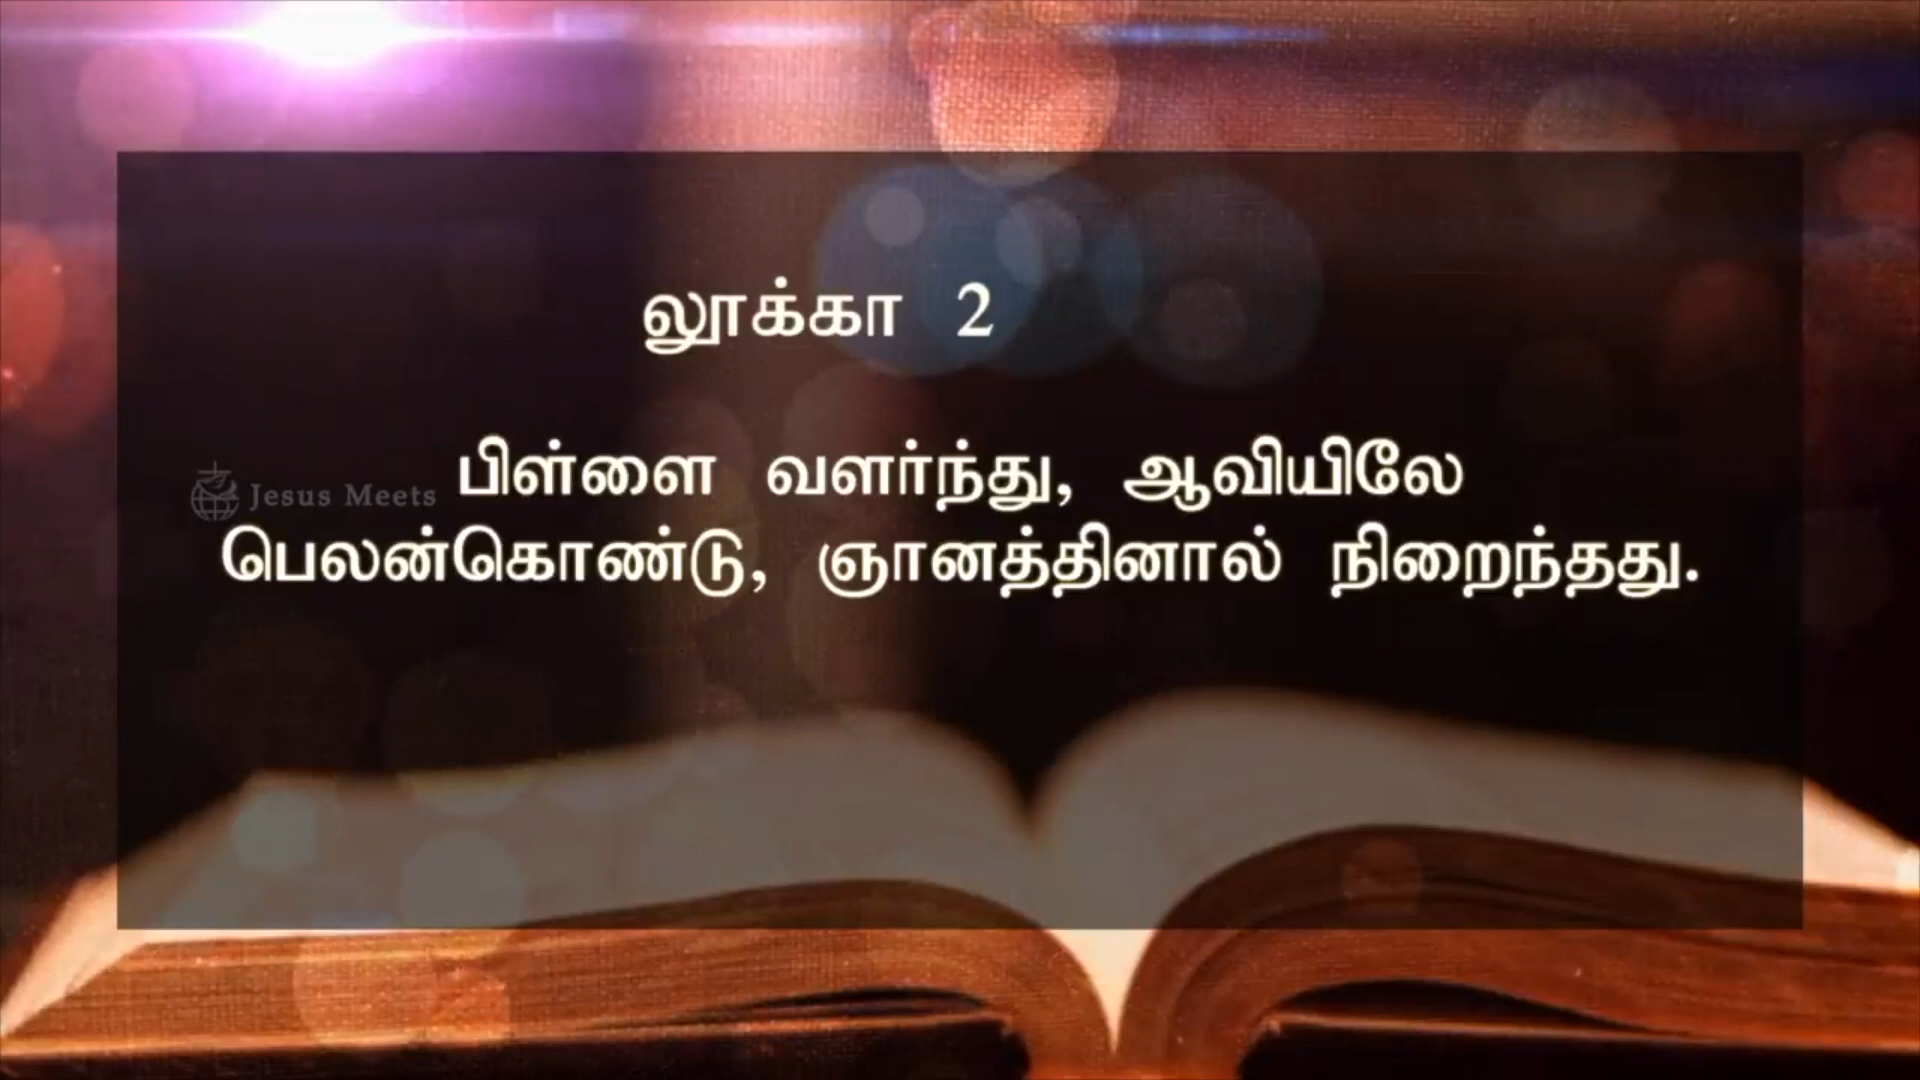 லூக்கா 2
Jesus Meets
பிள்ளை வளர்ந்து, ஆவியிலே
பெலன்கொண்டு, ஞானத்தினால் நிறைந்தது.